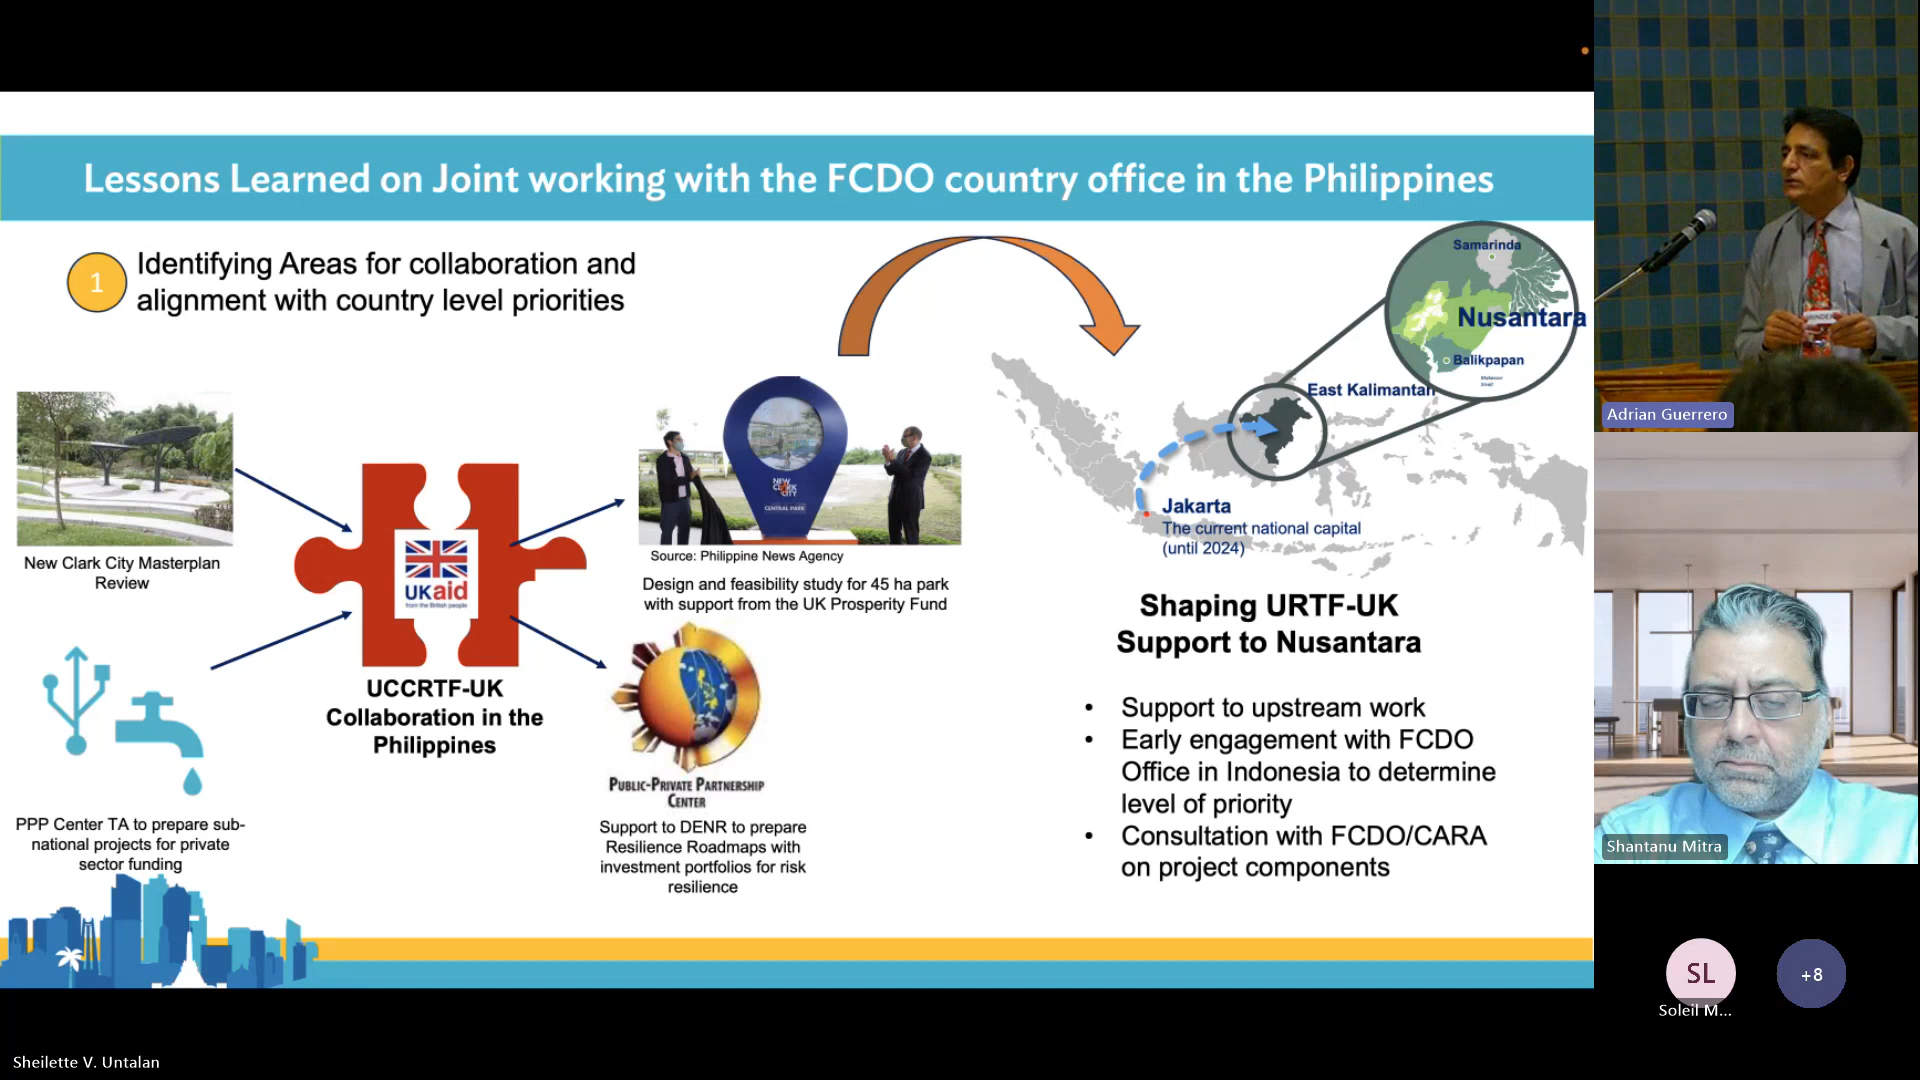 Lessons Learned on Joint working with the FCDO country office in the Philippines
1
Identifying Areas for collaboration and
alignment with country level priorities
New Clark City Masterplan
Review
PPP Center TA to prepare sub-
national projects for private
sector funding
UKaid
from the British people
UCCRTF-UK
Collaboration in the
Philippines
NEW
CLARK
CITY
CENTRAL PARK
Source: Philippine News Agency
Design and feasibility study for 45 ha park
with support from the UK Prosperity Fund
PUBLIC-PRIVATE PARTNERSHIP
CENTER
Support to DENR to prepare
Resilience Roadmaps with
investment portfolios for risk
resilience
Samarinda
Nusantara
Balikpapan
Makassar
Strait
East Kalimantan
Jakarta
The current national capital
(until 2024)
Shaping URTF-UK
Support to Nusantara
• Support to upstream work
• Early engagement with FCDO
Office in Indonesia to determine
level of priority
• Consultation with FCDO/CARA
on project components
Adrian Guerrero
Shantanu Mitra
SL
Soleil M...
+8
Sheilette V. Untalan